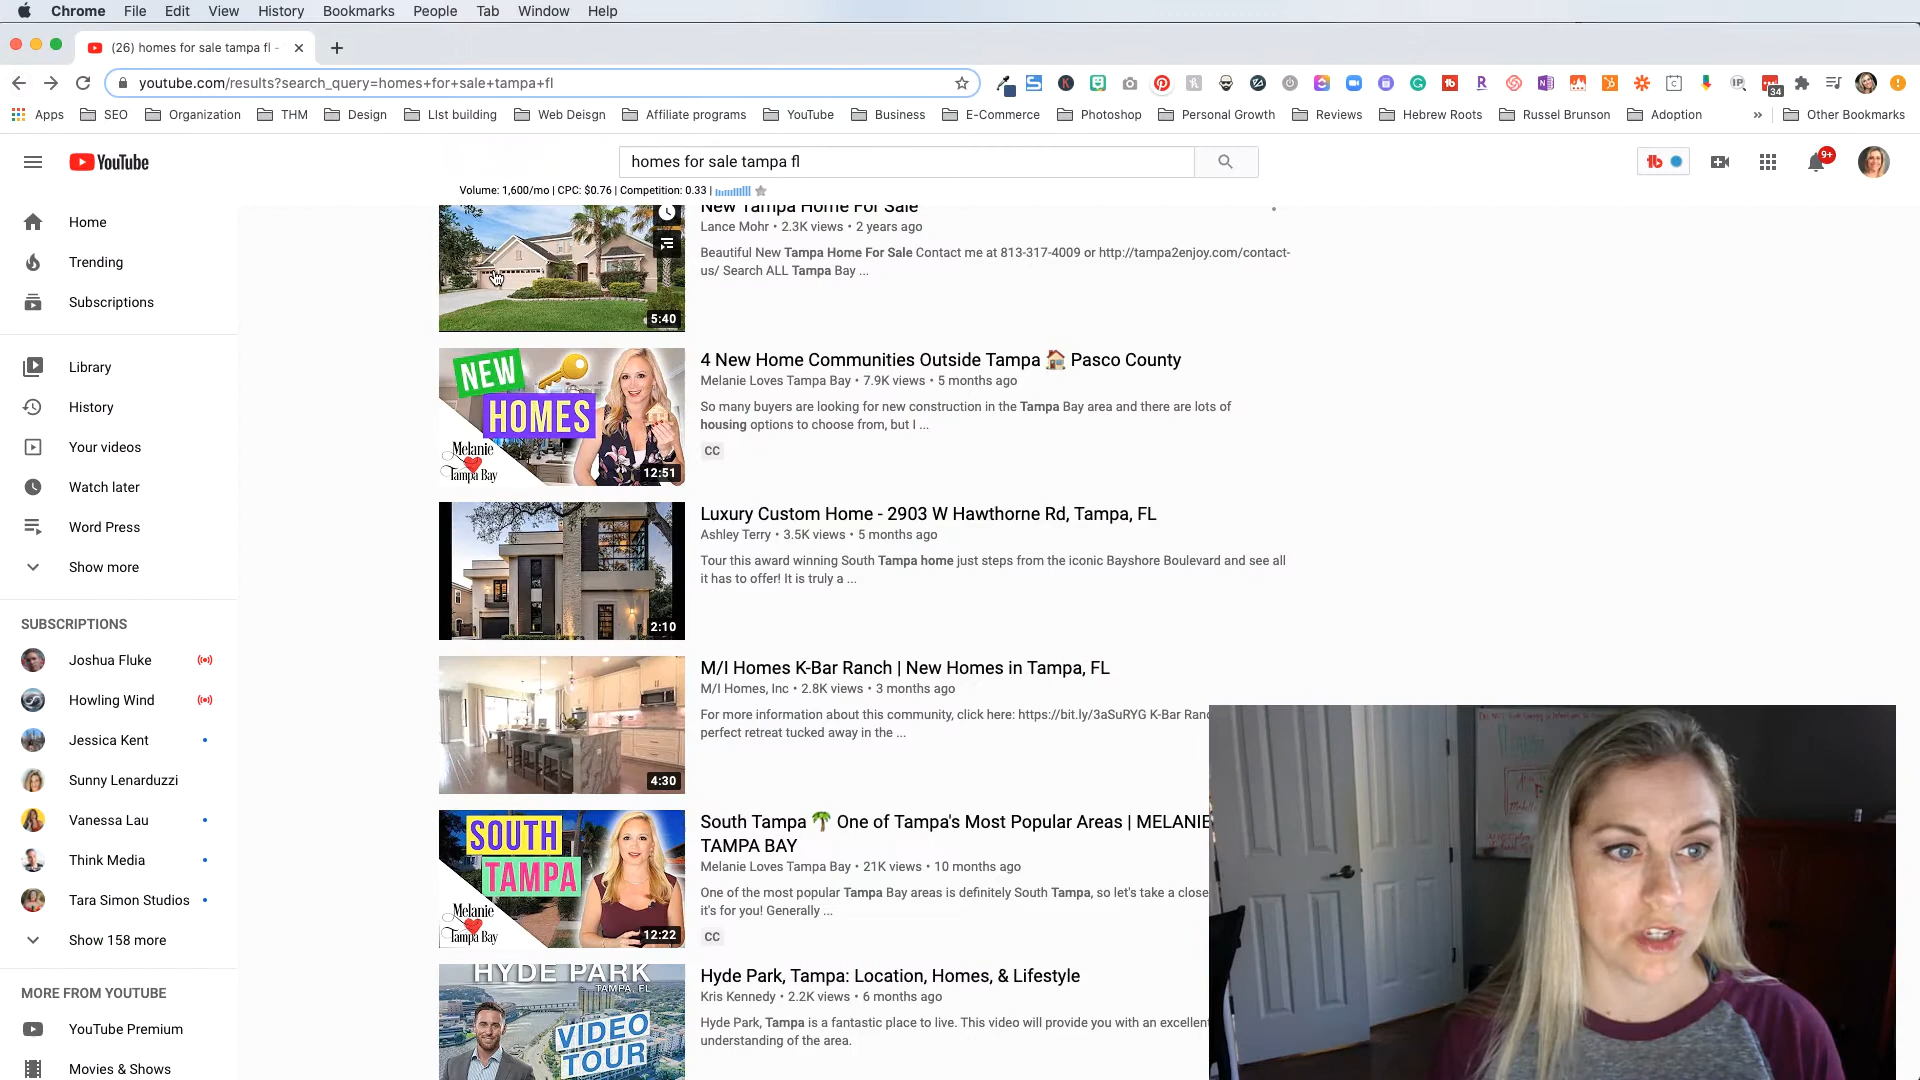 Chrome File Edit View History Bookmarks People Tab Window Help
(26) homes for sale tampa fl -
youtube.com/results?search_query=homes+for+sale+tampa+fl
34
Apps SEO Organization THM Design LIst building Web Deisgn Affiliate programs YouTube Business E-Commerce Photoshop Personal Growth Reviews Hebrew Roots Russel Brunson Adoption » Other Bookmarks
YouTube
homes for sale tampa fl
9+
Volume: 1,600/mo | CPC: $0.76 | Competition: 0.33 |
Home
Trending
Subscriptions
Library
History
Your videos
Watch later
Word Press
Show more
SUBSCRIPTIONS
Joshua Fluke
Howling Wind
Jessica Kent
Sunny Lenarduzzi
Vanessa Lau
Think Media
Tara Simon Studios
Show 158 more
MORE FROM YOUTUBE
YouTube Premium
Movies & Shows
New Tampa Home For Sale
Lance Mohr • 2.3K views • 2 years ago
Beautiful New Tampa Home For Sale Contact me at 813-317-4009 or http://tampa2enjoy.com/contact-
us/ Search ALL Tampa Bay ...
5:40
NEW
HOMES
Melanie
Tampa Bay
12:51
4 New Home Communities Outside Tampa 🏠 Pasco County
Melanie Loves Tampa Bay • 7.9K views • 5 months ago
So many buyers are looking for new construction in the Tampa Bay area and there are lots of
housing options to choose from, but I ...
CC
2:10
Luxury Custom Home - 2903 W Hawthorne Rd, Tampa, FL
Ashley Terry • 3.5K views • 5 months ago
Tour this award winning South Tampa home just steps from the iconic Bayshore Boulevard and see all
it has to offer! It is truly a ...
4:30
M/I Homes K-Bar Ranch | New Homes in Tampa, FL
M/I Homes, Inc • 2.8K views • 3 months ago
For more information about this community, click here: https://bit.ly/3aSuRYG K-Bar
perfect retreat tucked away in the ...
SOUTH
TAMPA
Melanie
Tampa Bay
12:22
South Tampa 🌴 One of Tampa's Most Popular Areas | MELANIE
TAMPA BAY
Melanie Loves Tampa Bay • 21K views • 10 months ago
One of the most popular Tampa Bay areas is definitely South Tampa, so let's take a close
it's for you! Generally ...
CC
HYDE PARK
TAMPA, FL
VIDEO
TOUR
Hyde Park, Tampa: Location, Homes, & Lifestyle
Kris Kennedy • 2.2K views • 6 months ago
Hyde Park, Tampa is a fantastic place to live. This video will provide you with an excellent
understanding of the area.